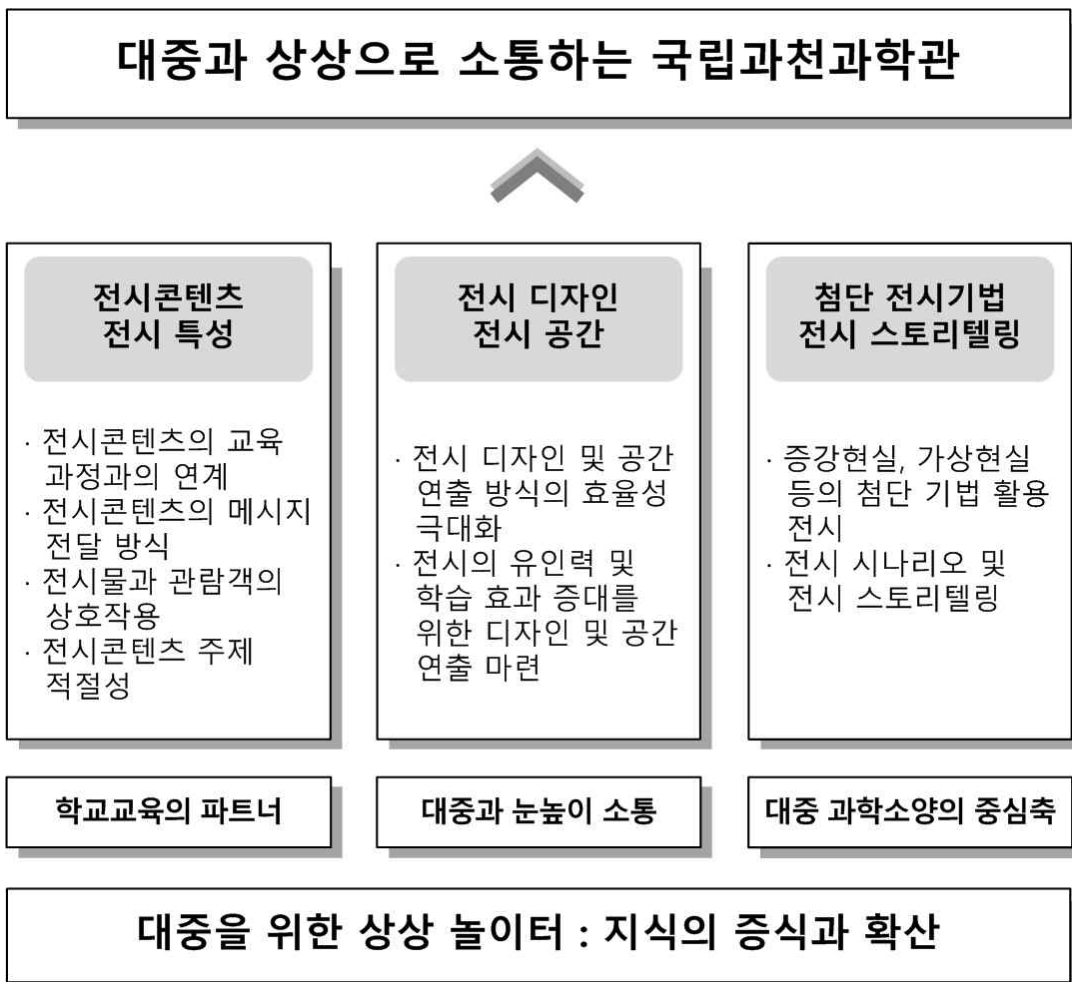 대중과 상상으로 소통하는 국립과천과학관
전시콘텐츠
전시 특성
· 전시콘텐츠의 교육
과정과의 연계
· 전시콘텐츠의 메시지
전달 방식
· 전시물과 관람객의
상호작용
· 전시콘텐츠 주제
적절성
학교교육의 파트너
전시 디자인
전시 공간
· 전시 디자인 및 공간
연출 방식의 효율성
극대화
· 전시의 유인력 및
학습 효과 증대를
위한 디자인 및 공간
연출 마련
대중과 눈높이 소통
첨단 전시기법
전시 스토리텔링
· 증강현실, 가상현실
등의 첨단 기법 활용
전시
· 전시 시나리오 및
전시 스토리텔링
대중 과학소양의 중심축
대중을 위한 상상 놀이터 : 지식의 증식과 확산